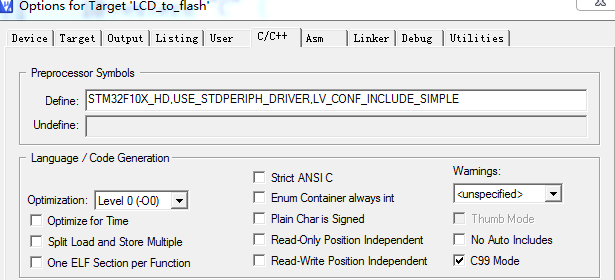 Options for Target 'LCD_to_flash'
Device Target Output Listing User C/C++ Asm Linker Debug Utilities
Preprocessor Symbols
Define: STM32F10X_HD,USE_STDPERIPH_DRIVER,LV_CONF_INCLUDE_SIMPLE
Undefine:
Language / Code Generation
Strict ANSI C
Warnings:
Optimization: Level 0 (-O0)
Enum Container always int
<unspecified>
Optimize for Time
Plain Char is Signed
Thumb Mode
Split Load and Store Multiple
Read-Only Position Independent
No Auto Includes
One ELF Section per Function
Read-Write Position Independent
C99 Mode